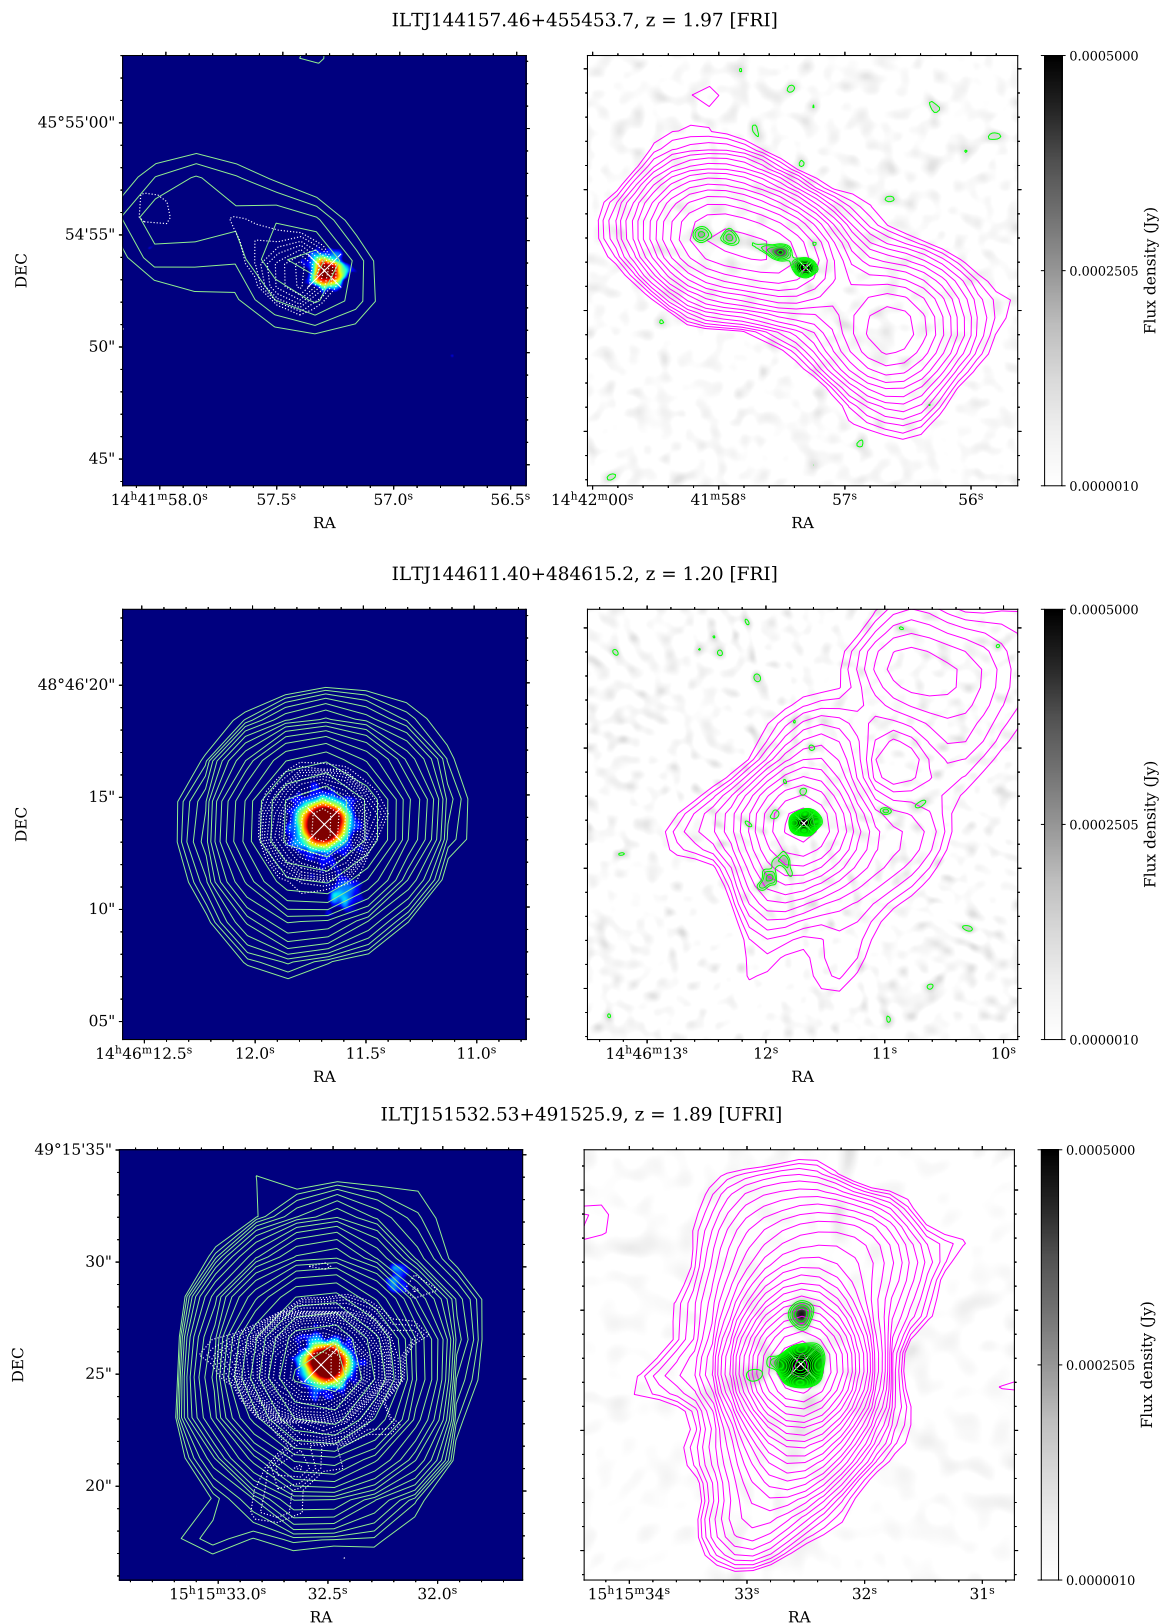 ILTJ144157.46+455453.7, z = 1.97 [FRI]
45°55'00"
54'55"
50"
45"
DEC
14ʰ41ᵐ58.0ˢ 57.5ˢ 57.0ˢ 56.5ˢ
RA
14ʰ42ᵐ00ˢ 41ᵐ58ˢ 57ˢ 56ˢ
RA
0.0005000
0.0002505
0.0000010
Flux density (Jy)
ILTJ144611.40+484615.2, z = 1.20 [FRI]
48°46'20"
15"
10"
05"
DEC
14ʰ46ᵐ12.5ˢ 12.0ˢ 11.5ˢ 11.0ˢ
RA
14ʰ46ᵐ13ˢ 12ˢ 11ˢ 10ˢ
RA
0.0005000
0.0002505
0.0000010
Flux density (Jy)
ILTJ151532.53+491525.9, z = 1.89 [UFRI]
49°15'35"
30"
25"
20"
DEC
15ʰ15ᵐ33.0ˢ 32.5ˢ 32.0ˢ
RA
15ʰ15ᵐ34ˢ 33ˢ 32ˢ 31ˢ
RA
0.0005000
0.0002505
0.0000010
Flux density (Jy)